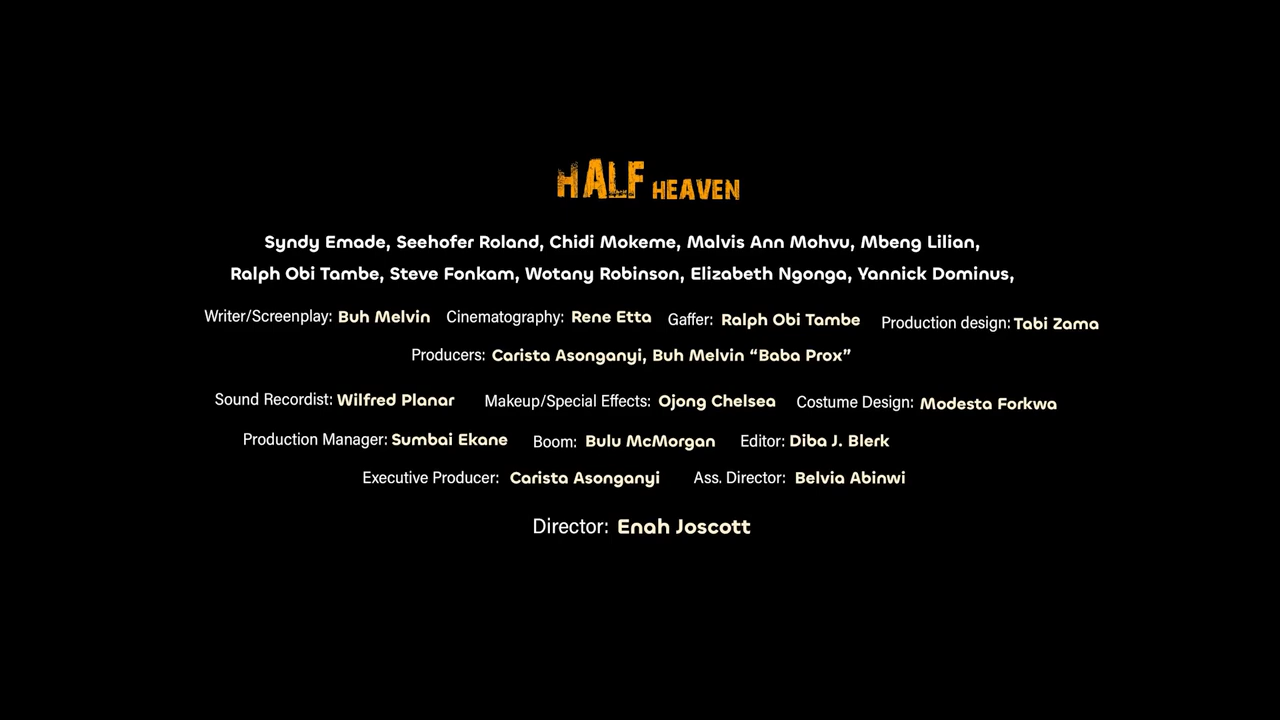 HALF HEAVEN
Syndy Emade, Seehofer Roland, Chidi Mokeme, Malvis Ann Mohvu, Mbeng Lilian,
Ralph Obi Tambe, Steve Fonkam, Wotany Robinson, Elizabeth Ngonga, Yannick Dominus,
Writer/Screenplay: Buh Melvin Cinematography: Rene Etta Gaffer: Ralph Obi Tambe Production design: Tabi Zama
Producers: Carista Asonganyi, Buh Melvin “Baba Prox”
Sound Recordist: Wilfred Planar Makeup/Special Effects: Ojong Chelsea Costume Design: Modesta Forkwa
Production Manager: Sumbai Ekane Boom: Bulu McMorgan Editor: Diba J. Blerk
Executive Producer: Carista Asonganyi Ass. Director: Belvia Abinwi
Director: Enah Joscott